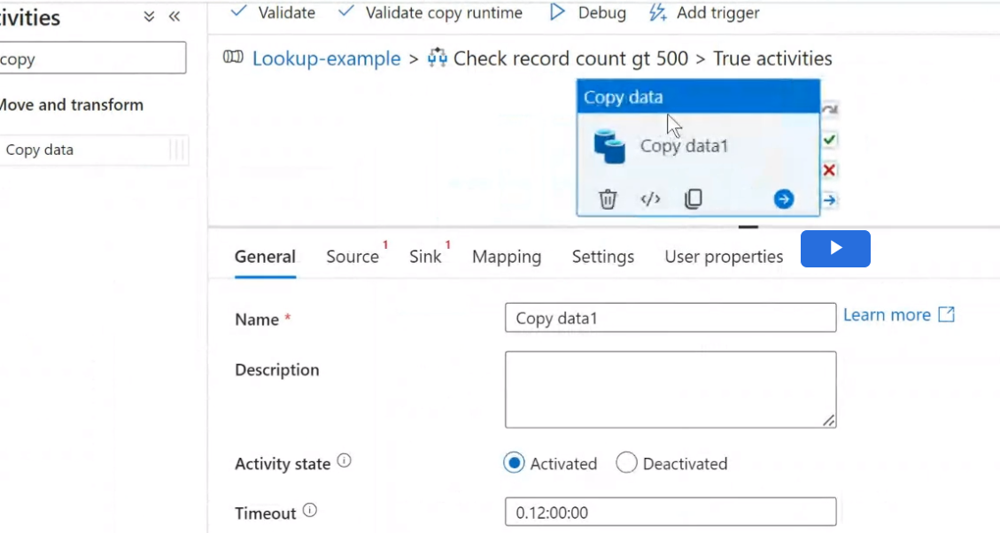 tivities
Validate Validate copy runtime Debug Add trigger
copy
Lookup-example > Check record count gt 500 > True activities
Move and transform
Copy data
Copy data
Copy data1
General Source 1 Sink 1 Mapping Settings User properties
Name * Copy data1 Learn more
Description
Activity state Activated Deactivated
Timeout 0.12:00:00